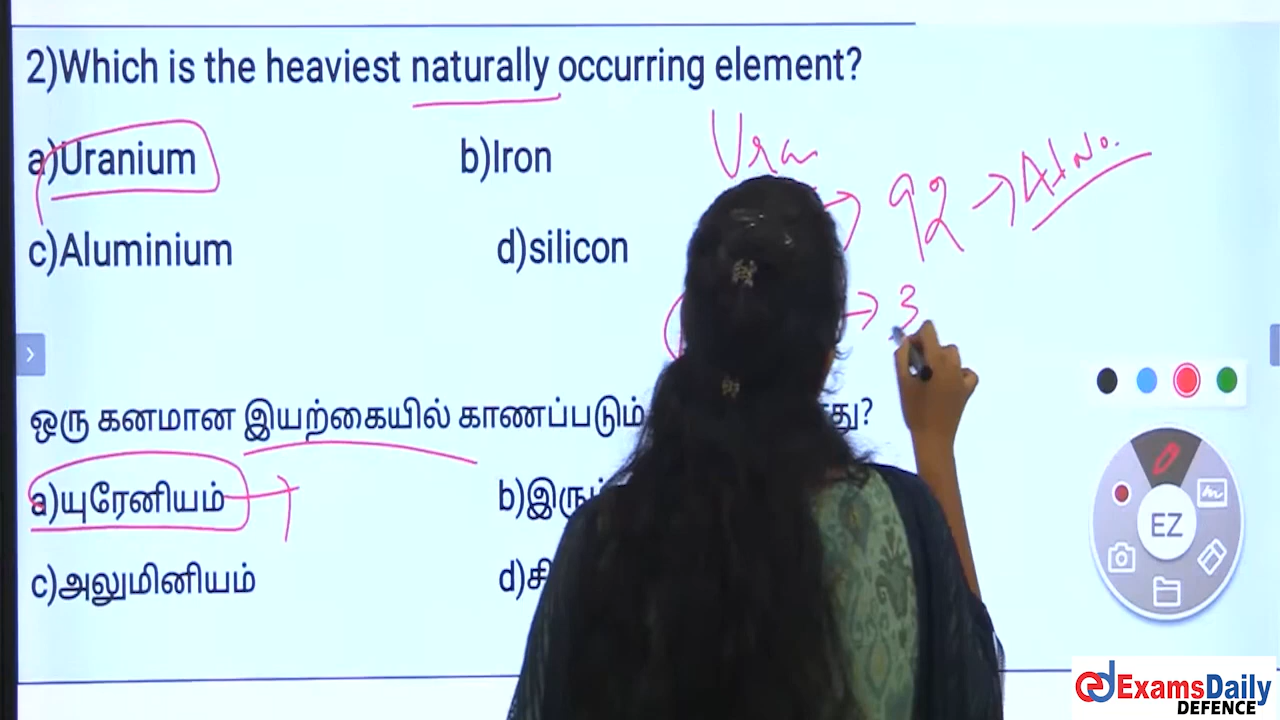 2)Which is the heaviest naturally occurring element?
a)Uranium b)Iron
c)Aluminium d)silicon
Ura
92 → At No.
→ 3
ஒரு கனமான இயற்கையில் காணப்படும்
a)யுரேனியம்
c)அலுமினியம்
EZ
ExamsDaily
DEFENCE